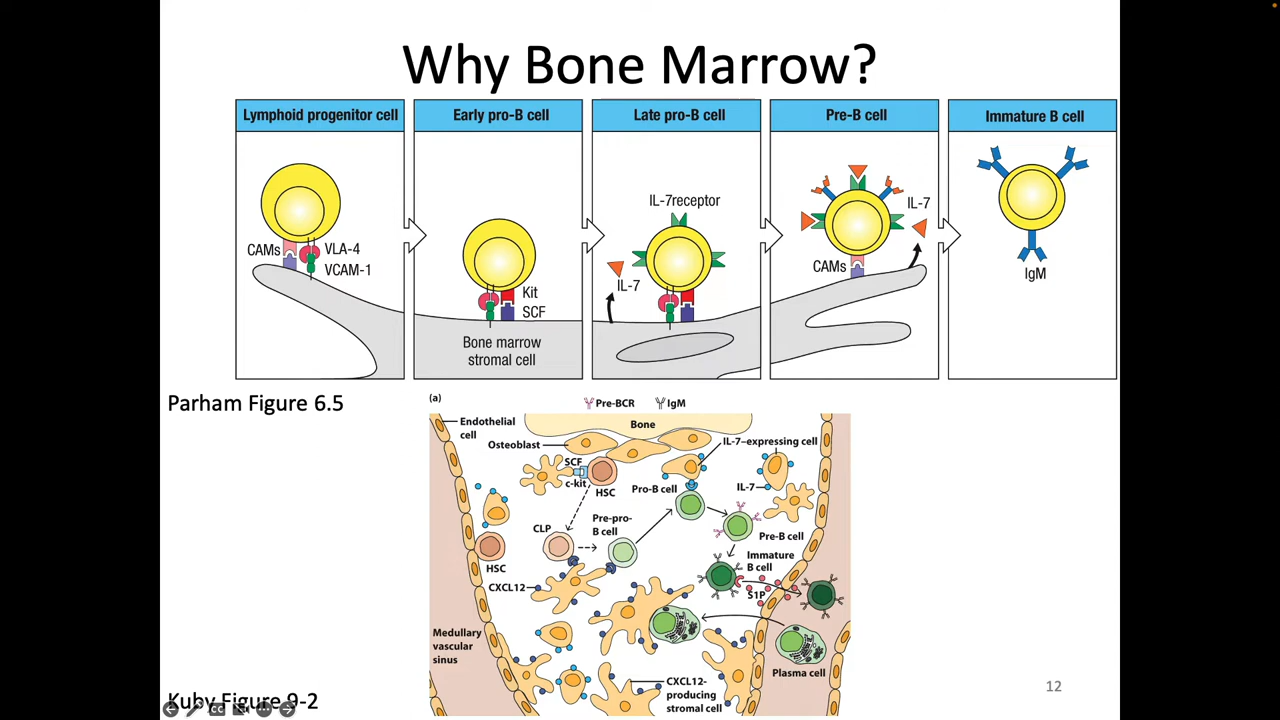 Why Bone Marrow?
Lymphoid progenitor cell
Early pro-B cell
Late pro-B cell
Pre-B cell
Immature B cell
CAMs
VLA-4
VCAM-1
Kit
SCF
Bone marrow
stromal cell
IL-7receptor
IL-7
IL-7
CAMs
IgM
Parham Figure 6.5
(a)
Pre-BCR
IgM
Endothelial
cell
Bone
Osteoblast
IL-7–expressing cell
SCF
c-kit
HSC
Pro-B cell
IL-7
Pre-pro-
B cell
CLP
Pre-B cell
HSC
Immature
B cell
CXCL12
S1P
Medullary
vascular
sinus
Plasma cell
CXCL12-
producing
stromal cell
Kuby Figure 9-2
12